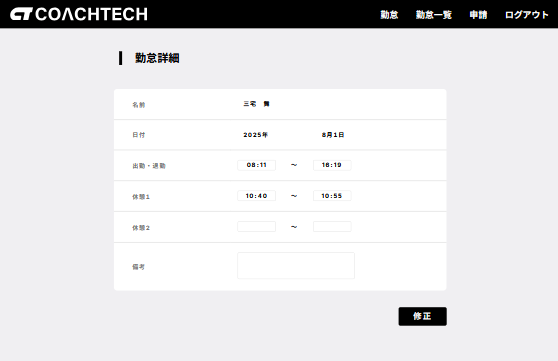 COACHTECH 勤怠 勤怠一覧 申請 ログアウト
勤怠詳細
名前 三宅 舞
日付 2025年 8月1日
出勤・退勤 08:11 ～ 16:19
休憩1 10:40 ～ 10:55
休憩2 ～
備考
修正